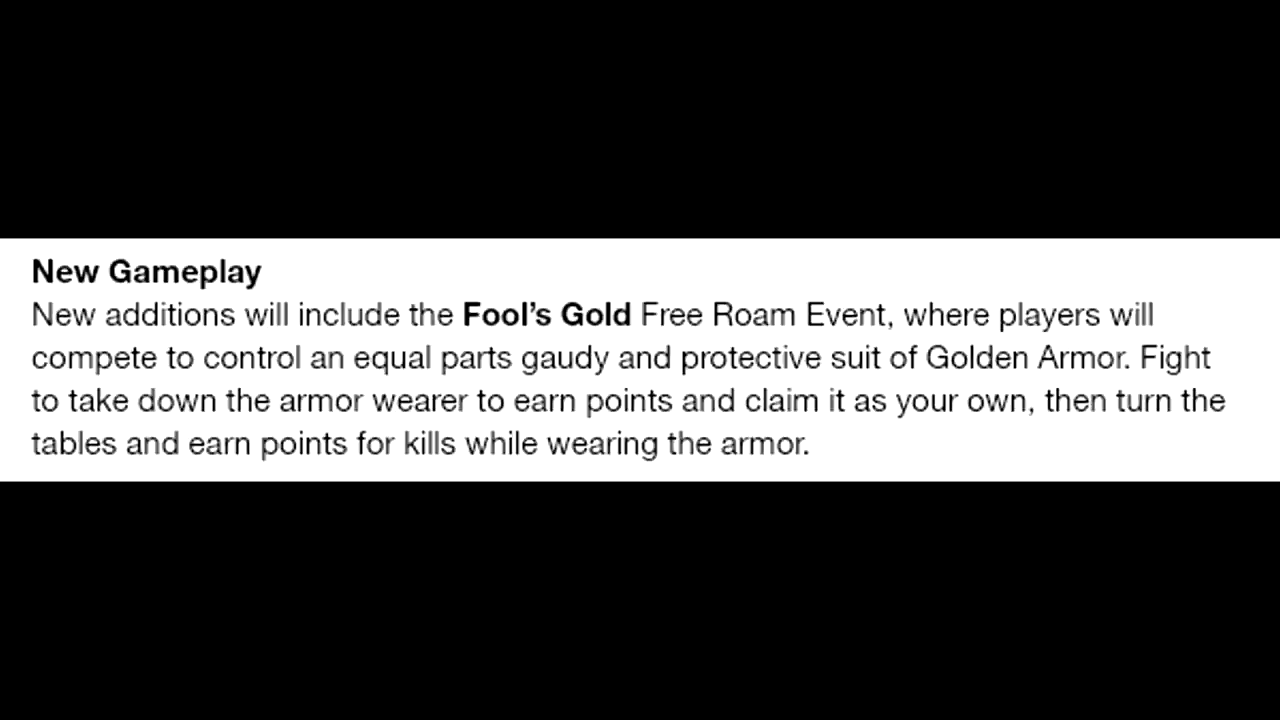 New Gameplay
New additions will include the Fool’s Gold Free Roam Event, where players will
compete to control an equal parts gaudy and protective suit of Golden Armor. Fight
to take down the armor wearer to earn points and claim it as your own, then turn the
tables and earn points for kills while wearing the armor.